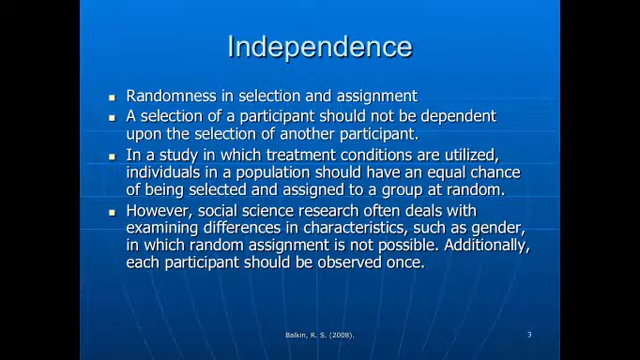 Independence
Randomness in selection and assignment
A selection of a participant should not be dependent
upon the selection of another participant.
In a study in which treatment conditions are utilized,
individuals in a population should have an equal chance
of being selected and assigned to a group at random.
However, social science research often deals with
examining differences in characteristics, such as gender,
in which random assignment is not possible. Additionally,
each participant should be observed once.
Balkin, R. S. (2008).
3